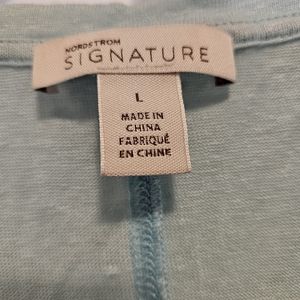 NORDSTROM
SIGNATURE
L
MADE IN
CHINA
FABRIQUÉ
EN CHINE